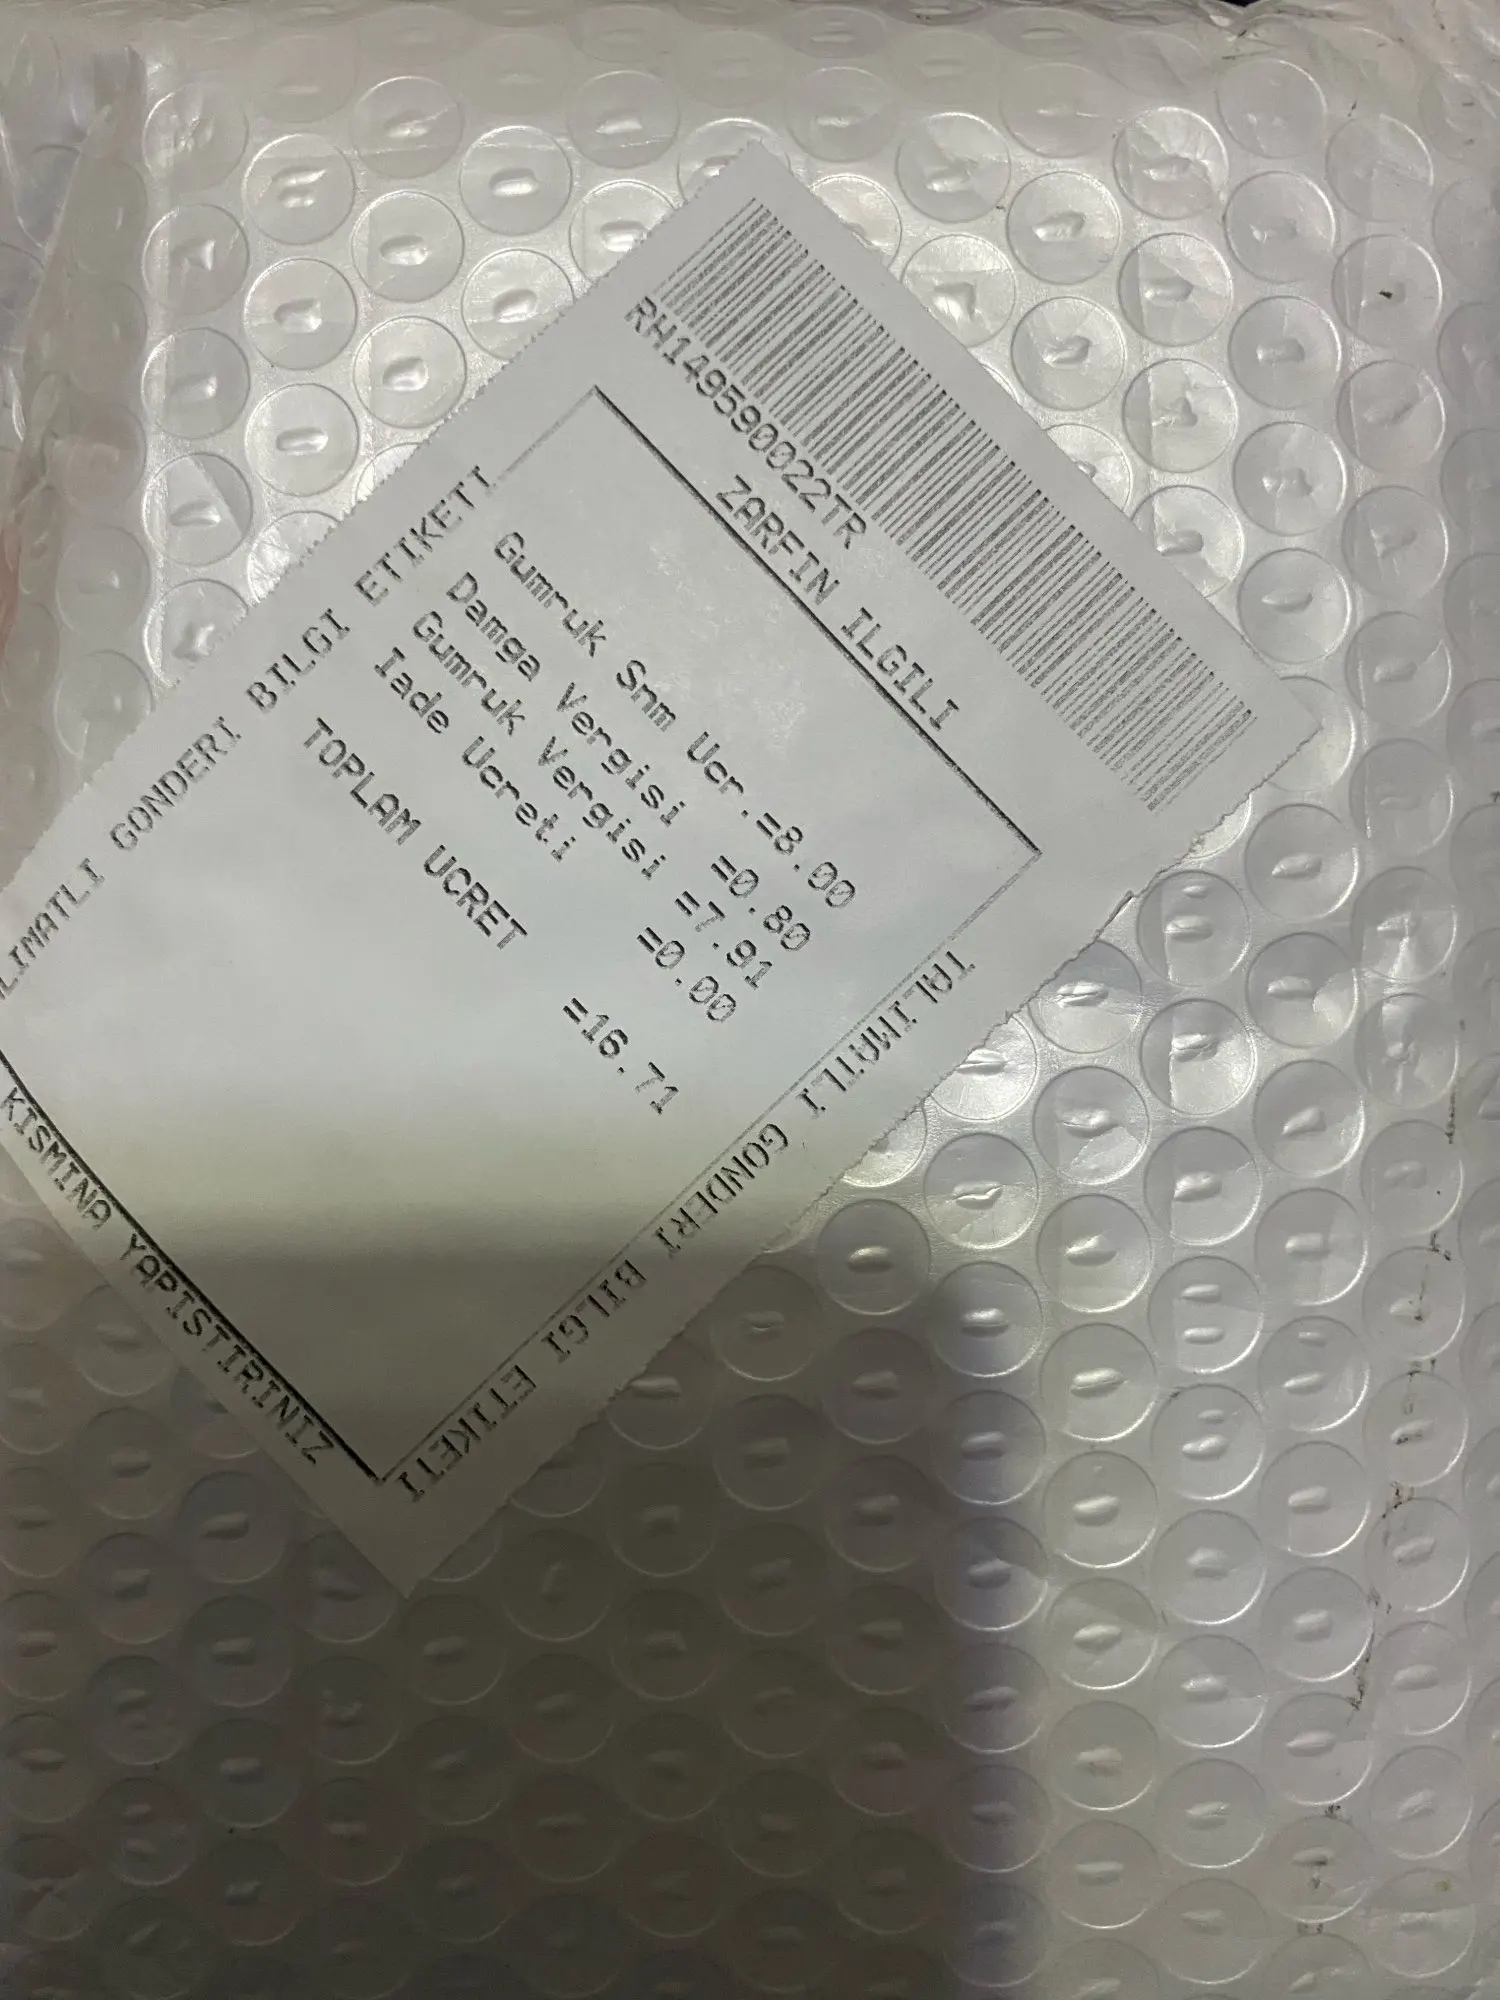 RH149590022TR
ZARFIN ILGILI
Gumruk Snm Ucr.=8.00
Damga Vergisi =0.80
Gumruk Vergisi =7.91
Iade Ucreti =0.00
TOPLAM UCRET =16.71
TALIMATLI GONDERI BILGI ETIKETI
GONDERI BILGI ETIKETI
KISMINA YAPISTIRINIZ